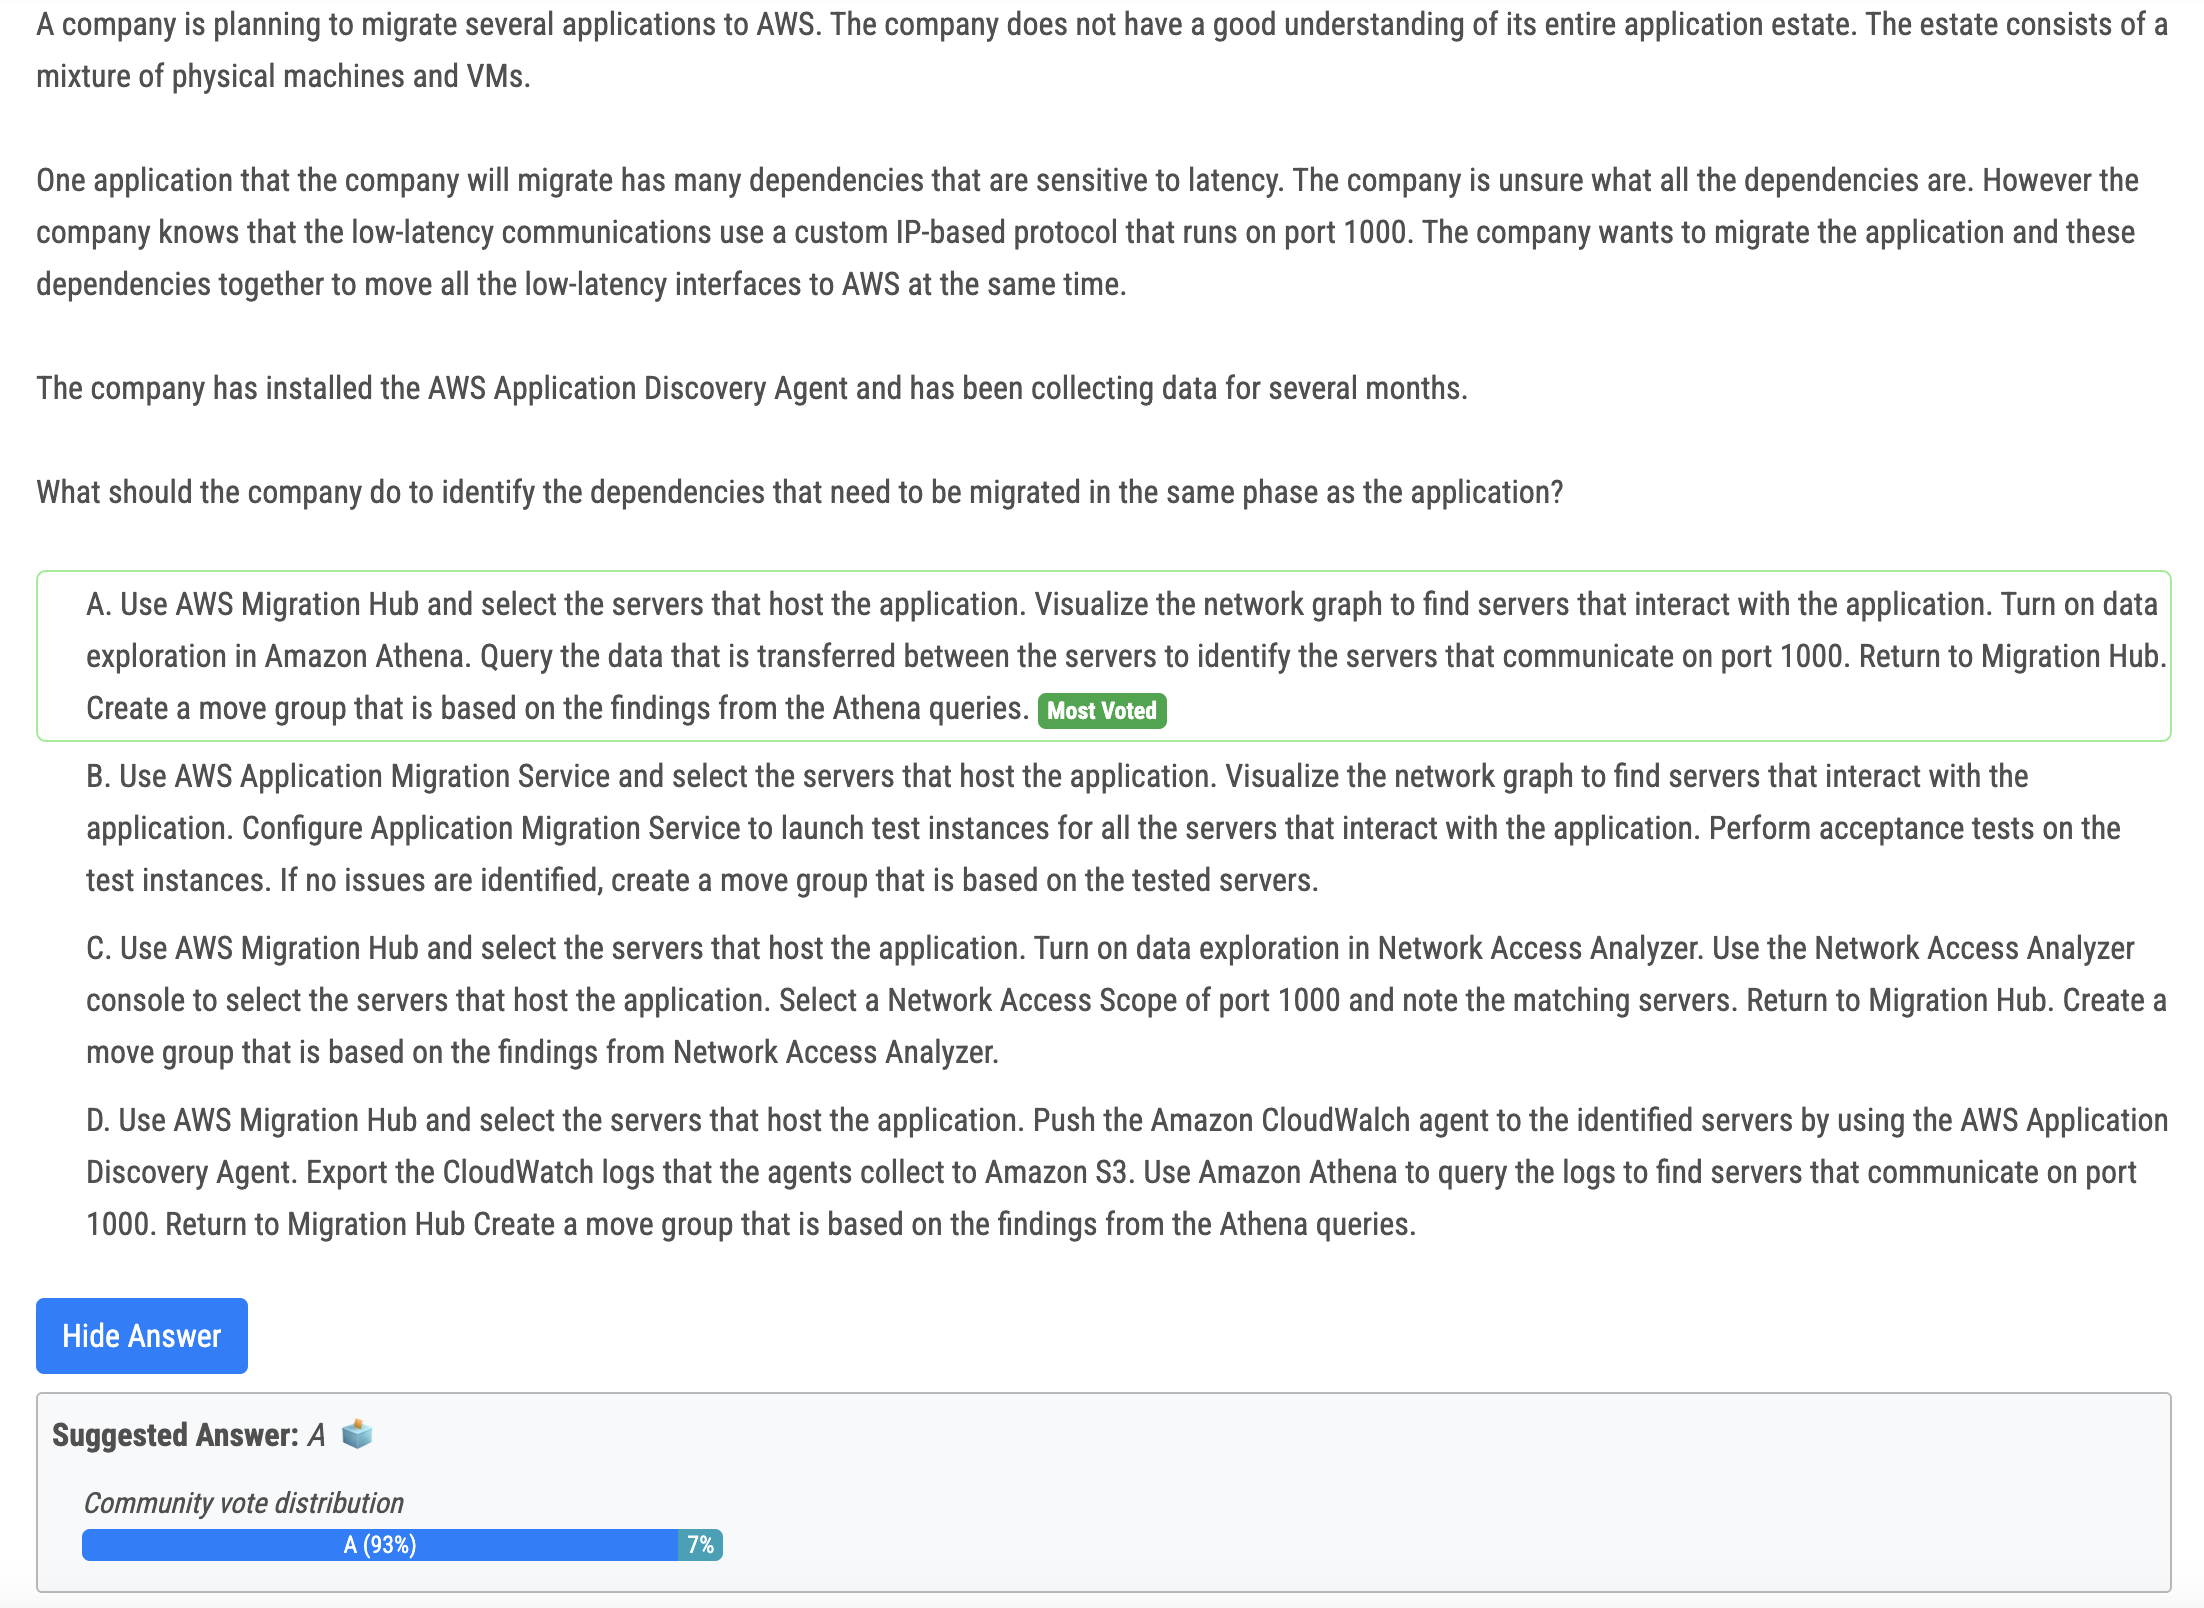 A company is planning to migrate several applications to AWS. The company does not have a good understanding of its entire application estate. The estate consists of a
mixture of physical machines and VMs.
One application that the company will migrate has many dependencies that are sensitive to latency. The company is unsure what all the dependencies are. However the
company knows that the low-latency communications use a custom IP-based protocol that runs on port 1000. The company wants to migrate the application and these
dependencies together to move all the low-latency interfaces to AWS at the same time.
The company has installed the AWS Application Discovery Agent and has been collecting data for several months.
What should the company do to identify the dependencies that need to be migrated in the same phase as the application?
A. Use AWS Migration Hub and select the servers that host the application. Visualize the network graph to find servers that interact with the application. Turn on data
exploration in Amazon Athena. Query the data that is transferred between the servers to identify the servers that communicate on port 1000. Return to Migration Hub.
Create a move group that is based on the findings from the Athena queries. Most Voted
B. Use AWS Application Migration Service and select the servers that host the application. Visualize the network graph to find servers that interact with the
application. Configure Application Migration Service to launch test instances for all the servers that interact with the application. Perform acceptance tests on the
test instances. If no issues are identified, create a move group that is based on the tested servers.
C. Use AWS Migration Hub and select the servers that host the application. Turn on data exploration in Network Access Analyzer. Use the Network Access Analyzer
console to select the servers that host the application. Select a Network Access Scope of port 1000 and note the matching servers. Return to Migration Hub. Create a
move group that is based on the findings from Network Access Analyzer.
D. Use AWS Migration Hub and select the servers that host the application. Push the Amazon CloudWalch agent to the identified servers by using the AWS Application
Discovery Agent. Export the CloudWatch logs that the agents collect to Amazon S3. Use Amazon Athena to query the logs to find servers that communicate on port
1000. Return to Migration Hub Create a move group that is based on the findings from the Athena queries.
Hide Answer
Suggested Answer: A
Community vote distribution
A (93%) 7%